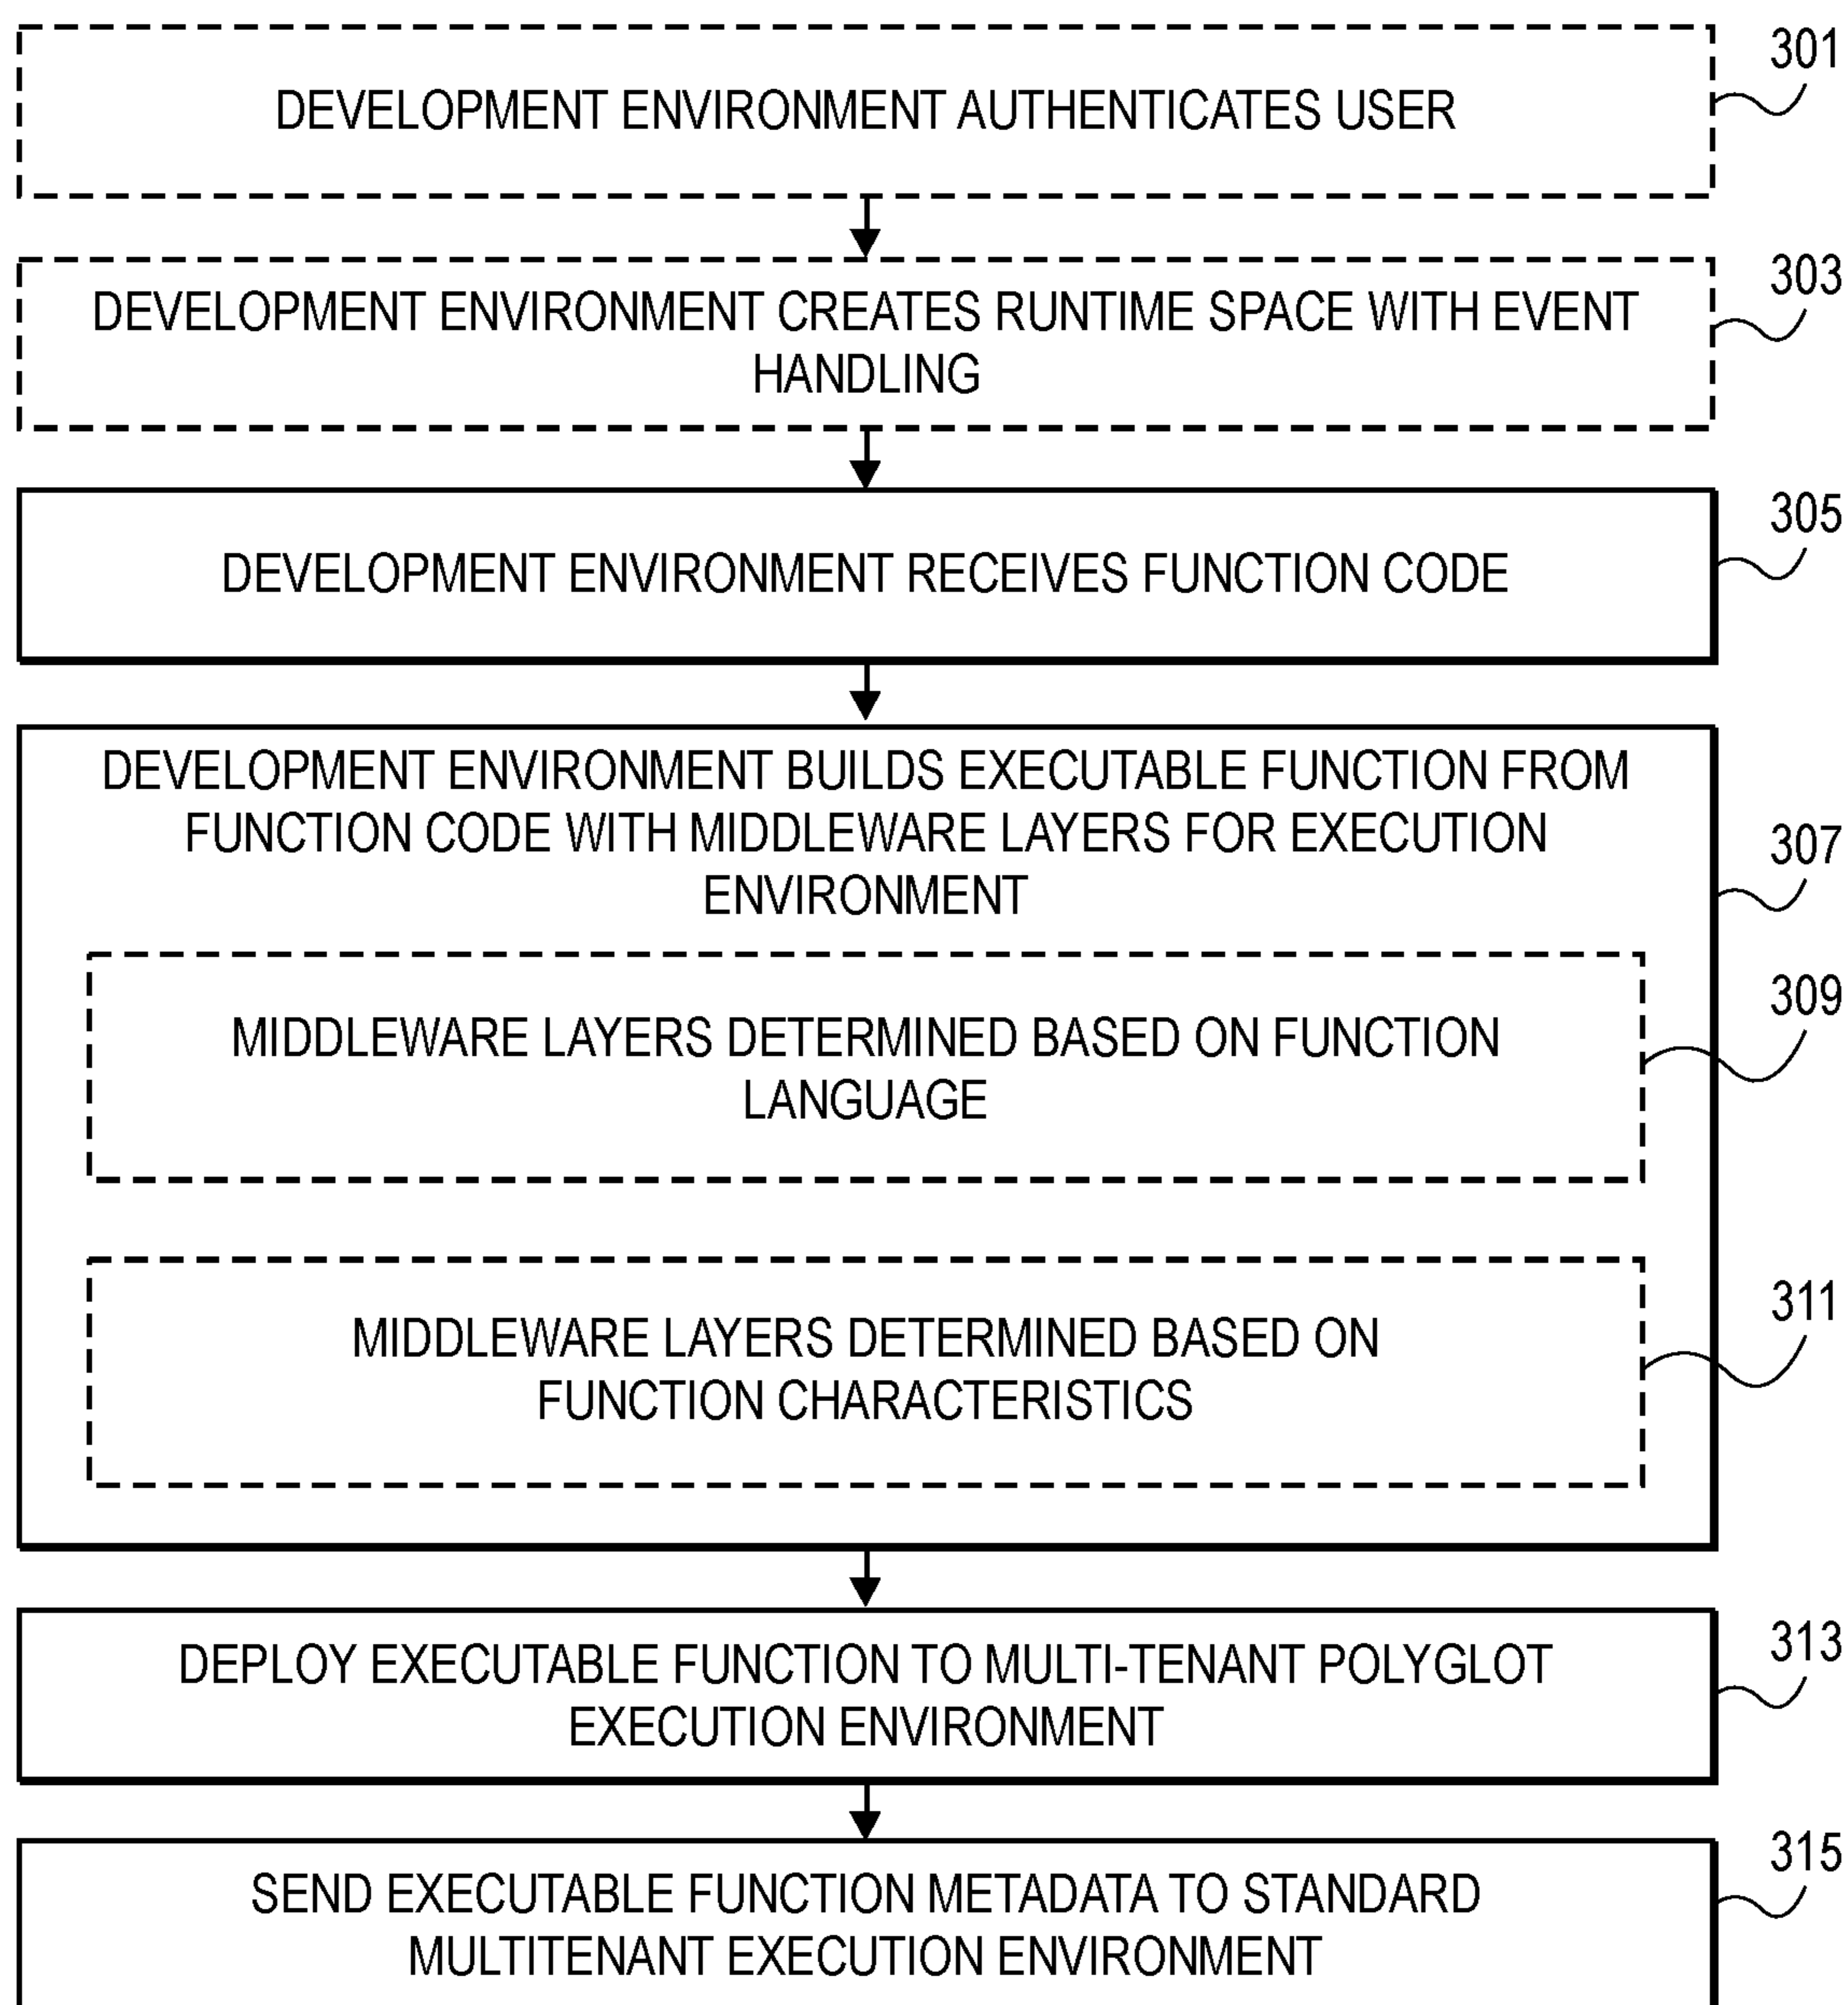 301
DEVELOPMENT ENVIRONMENT AUTHENTICATES USER
303
DEVELOPMENT ENVIRONMENT CREATES RUNTIME SPACE WITH EVENT
HANDLING
305
DEVELOPMENT ENVIRONMENT RECEIVES FUNCTION CODE
DEVELOPMENT ENVIRONMENT BUILDS EXECUTABLE FUNCTION FROM
FUNCTION CODE WITH MIDDLEWARE LAYERS FOR EXECUTION
ENVIRONMENT
307
309
MIDDLEWARE LAYERS DETERMINED BASED ON FUNCTION
LANGUAGE
311
MIDDLEWARE LAYERS DETERMINED BASED ON
FUNCTION CHARACTERISTICS
313
DEPLOY EXECUTABLE FUNCTION TO MULTI-TENANT POLYGLOT
EXECUTION ENVIRONMENT
315
SEND EXECUTABLE FUNCTION METADATA TO STANDARD
MULTITENANT EXECUTION ENVIRONMENT